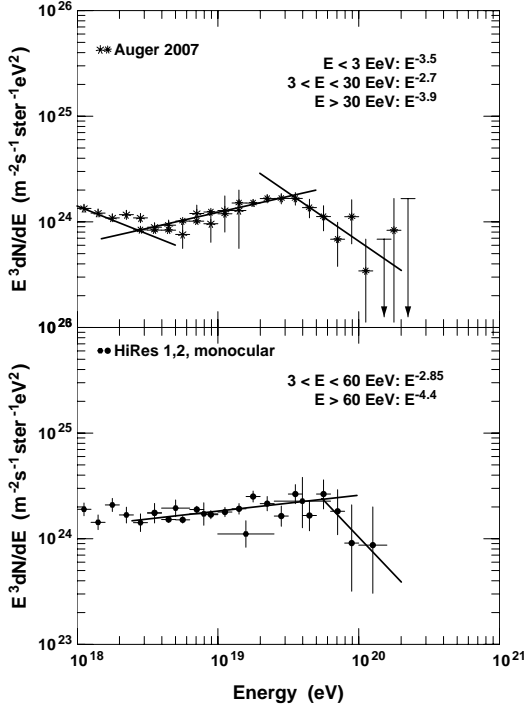 10^26
** Auger 2007
E < 3 EeV: E^-3.5
3 < E < 30 EeV: E^-2.7
E > 30 EeV: E^-3.9
10^25
E^3dN/dE (m^-2s^-1ster^-1eV^2)
10^24
10^26
●● HiRes 1,2, monocular
3 < E < 60 EeV: E^-2.85
E > 60 EeV: E^-4.4
10^25
E^3dN/dE (m^-2s^-1ster^-1eV^2)
10^24
10^23
10^18 10^19 10^20 10^21
Energy (eV)